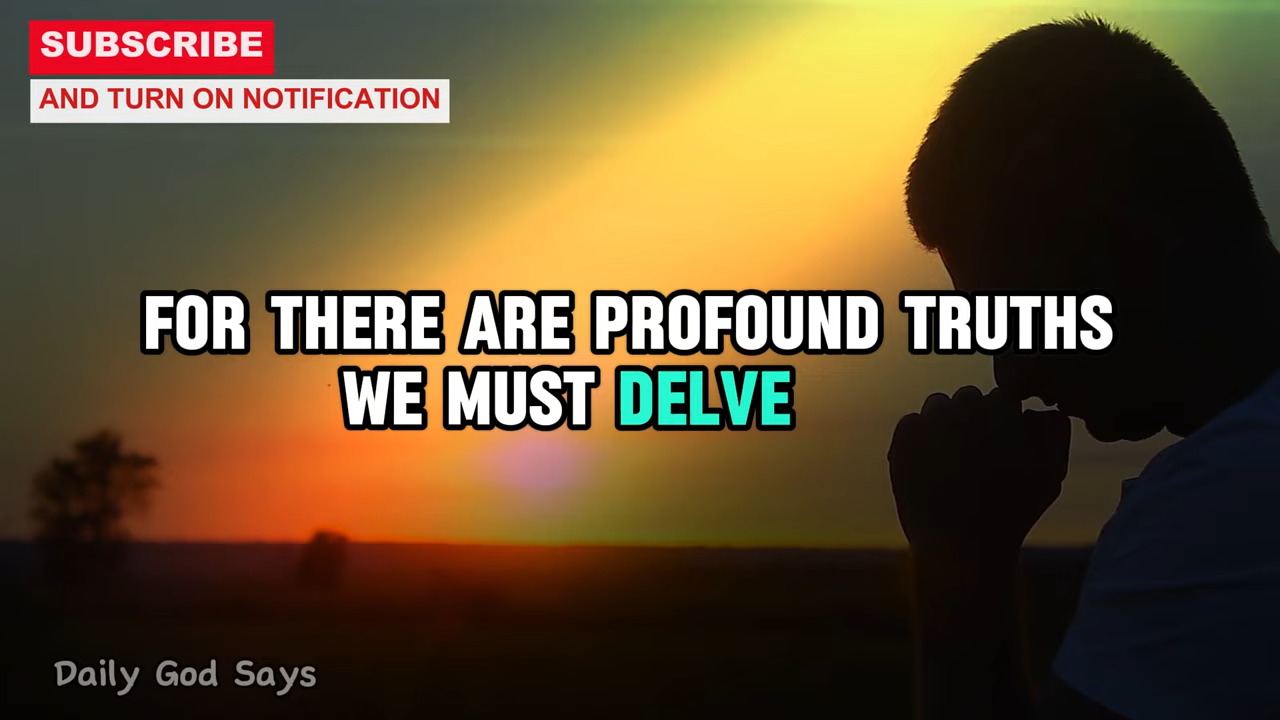 SUBSCRIBE
AND TURN ON NOTIFICATION
FOR THERE ARE PROFOUND TRUTHS
WE MUST DELVE
Daily God Says